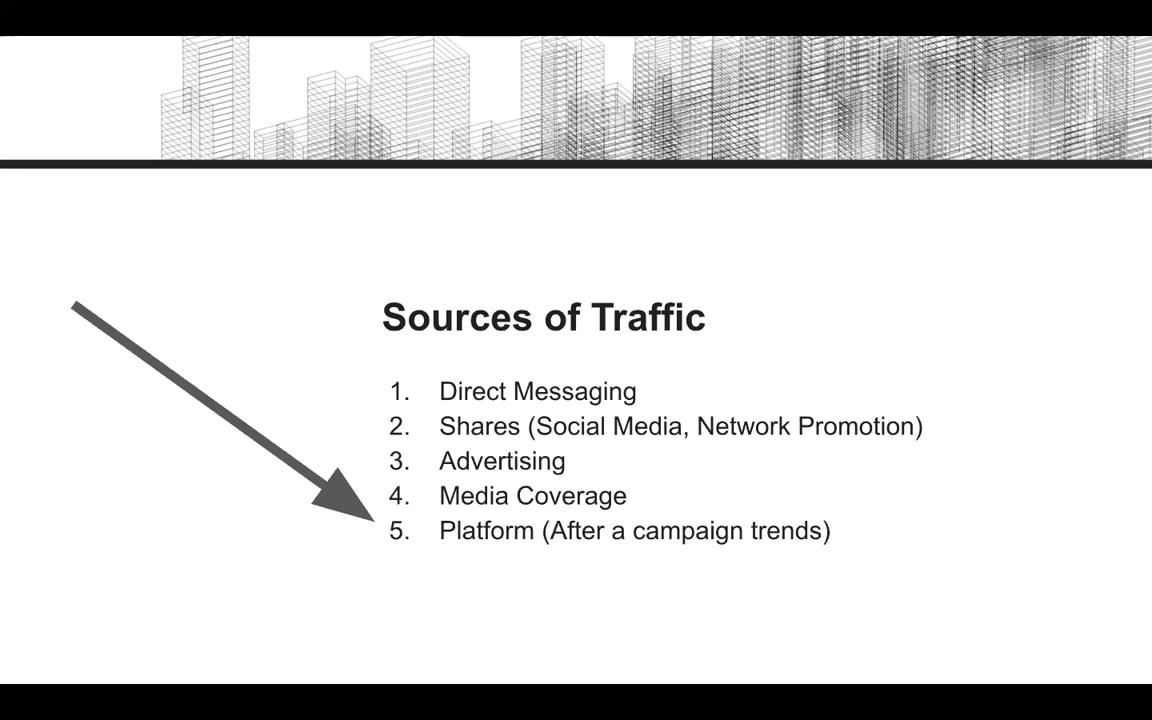 Sources of Traffic
1. Direct Messaging
2. Shares (Social Media, Network Promotion)
3. Advertising
4. Media Coverage
5. Platform (After a campaign trends)